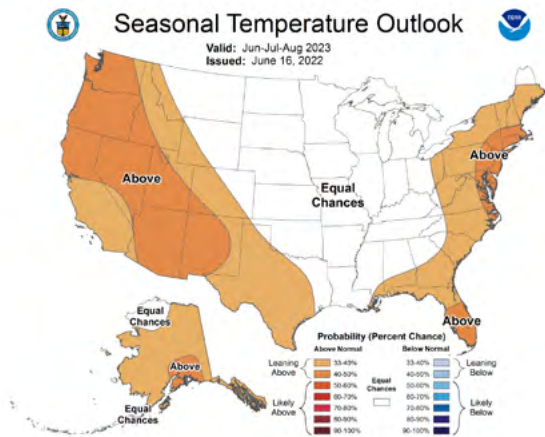 Seasonal Temperature Outlook
Valid: Jun-Jul-Aug 2023
Issued: June 16, 2022
Above
Above
Equal
Chances
Above
Equal
Chances
Above
Equal
Chances
Probability (Percent Chance)
Above Normal
Below Normal
Leaning
Above
33-40%
40-50%
Likely
Above
50-60%
60-70%
70-80%
80-90%
90-100%
Equal
Chances
33-40%
40-50%
Leaning
Below
50-60%
60-70%
70-80%
80-90%
90-100%
Likely
Below